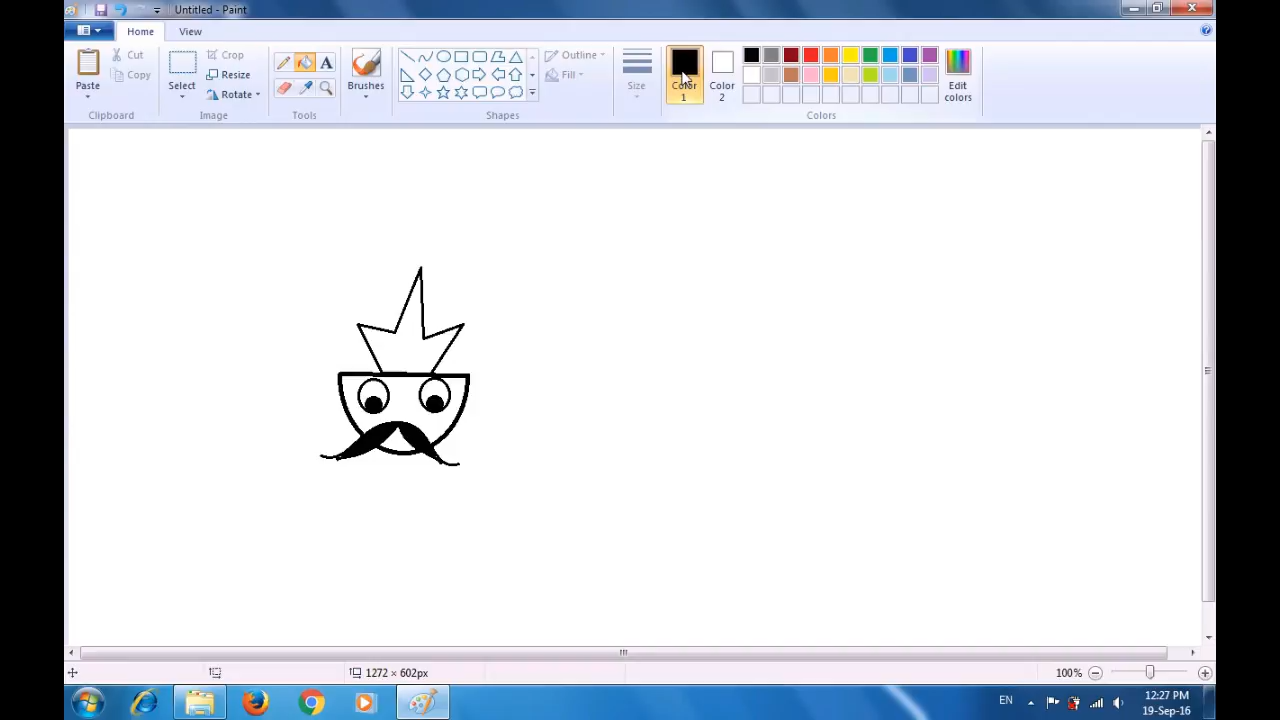 Untitled - Paint
Home View
Paste
Cut
Copy
Clipboard
Select
Crop
Resize
Rotate
Image
A
Tools
Brushes
Shapes
Outline
Fill
Size
Color
1
Color
2
Edit
colors
Colors
1272 × 602px
100%
EN
12:27 PM
19-Sep-16